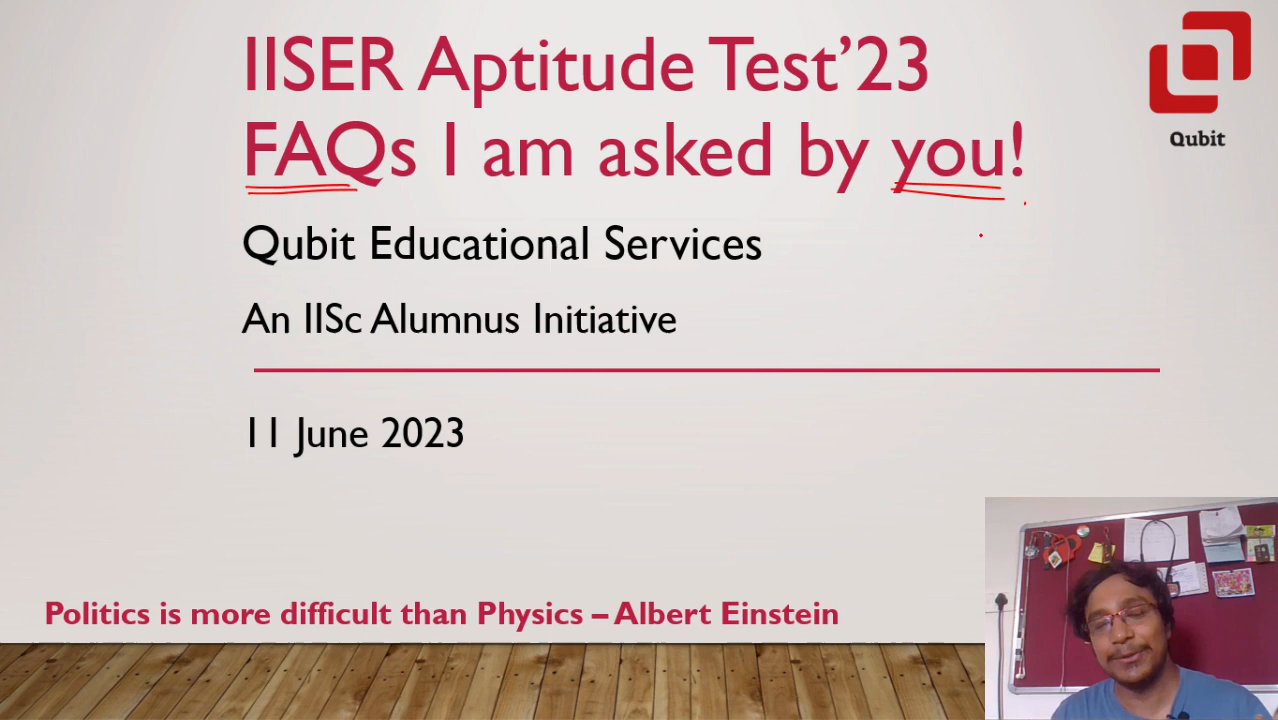 IISER Aptitude Test’23
FAQs I am asked by you!
Qubit
Qubit Educational Services
An IISc Alumnus Initiative
11 June 2023
Politics is more difficult than Physics – Albert Einstein